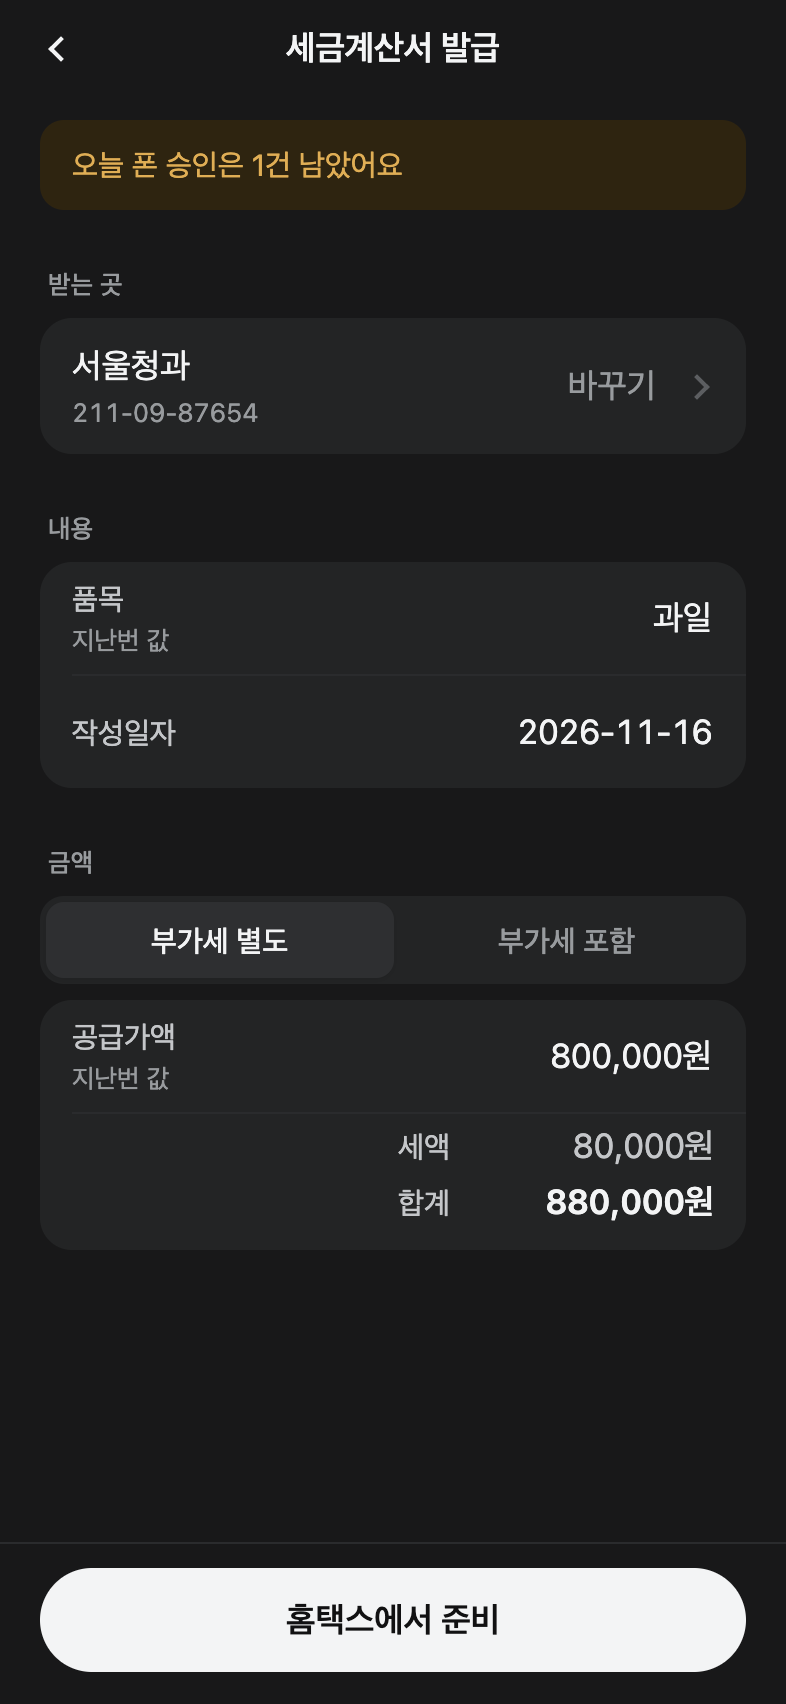 세금계산서 발급
오늘 폰 승인은 1건 남았어요
받는 곳
서울청과
211-09-87654
바꾸기
내용
품목
지난번 값
과일
작성일자
2026-11-16
금액
부가세 별도
부가세 포함
공급가액
지난번 값
800,000원
세액
80,000원
합계
880,000원
홈택스에서 준비